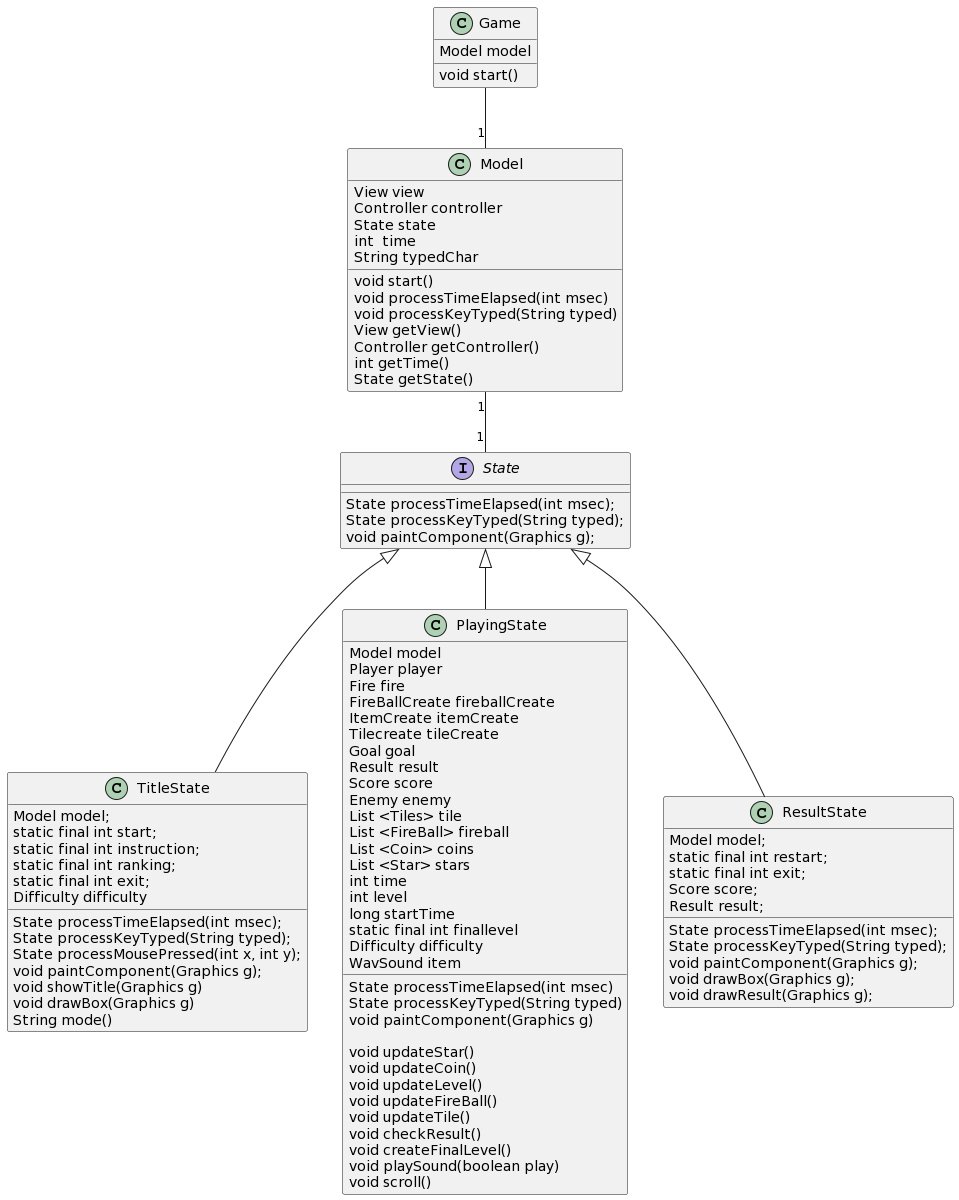 C Game
Model model
void start()
1
C Model
View view
Controller controller
State state
int  time
String typedChar
void start()
void processTimeElapsed(int msec)
void processKeyTyped(String typed)
View getView()
Controller getController()
int getTime()
State getState()
1
1
I State
State processTimeElapsed(int msec);
State processKeyTyped(String typed);
void paintComponent(Graphics g);
C TitleState
Model model;
static final int start;
static final int instruction;
static final int ranking;
static final int exit;
Difficulty difficulty
State processTimeElapsed(int msec);
State processKeyTyped(String typed);
State processMousePressed(int x, int y);
void paintComponent(Graphics g);
void showTitle(Graphics g)
void drawBox(Graphics g)
String mode()
C PlayingState
Model model
Player player
Fire fire
FireBallCreate fireballCreate
ItemCreate itemCreate
Tilecreate tileCreate
Goal goal
Result result
Score score
Enemy enemy
List <Tiles> tile
List <FireBall> fireball
List <Coin> coins
List <Star> stars
int time
int level
long startTime
static final int finallevel
Difficulty difficulty
WavSound item
State processTimeElapsed(int msec)
State processKeyTyped(String typed)
void paintComponent(Graphics g)
void updateStar()
void updateCoin()
void updateLevel()
void updateFireBall()
void updateTile()
void checkResult()
void createFinalLevel()
void playSound(boolean play)
void scroll()
C ResultState
Model model;
static final int restart;
static final int exit;
Score score;
Result result;
State processTimeElapsed(int msec);
State processKeyTyped(String typed);
void paintComponent(Graphics g);
void drawBox(Graphics g);
void drawResult(Graphics g);